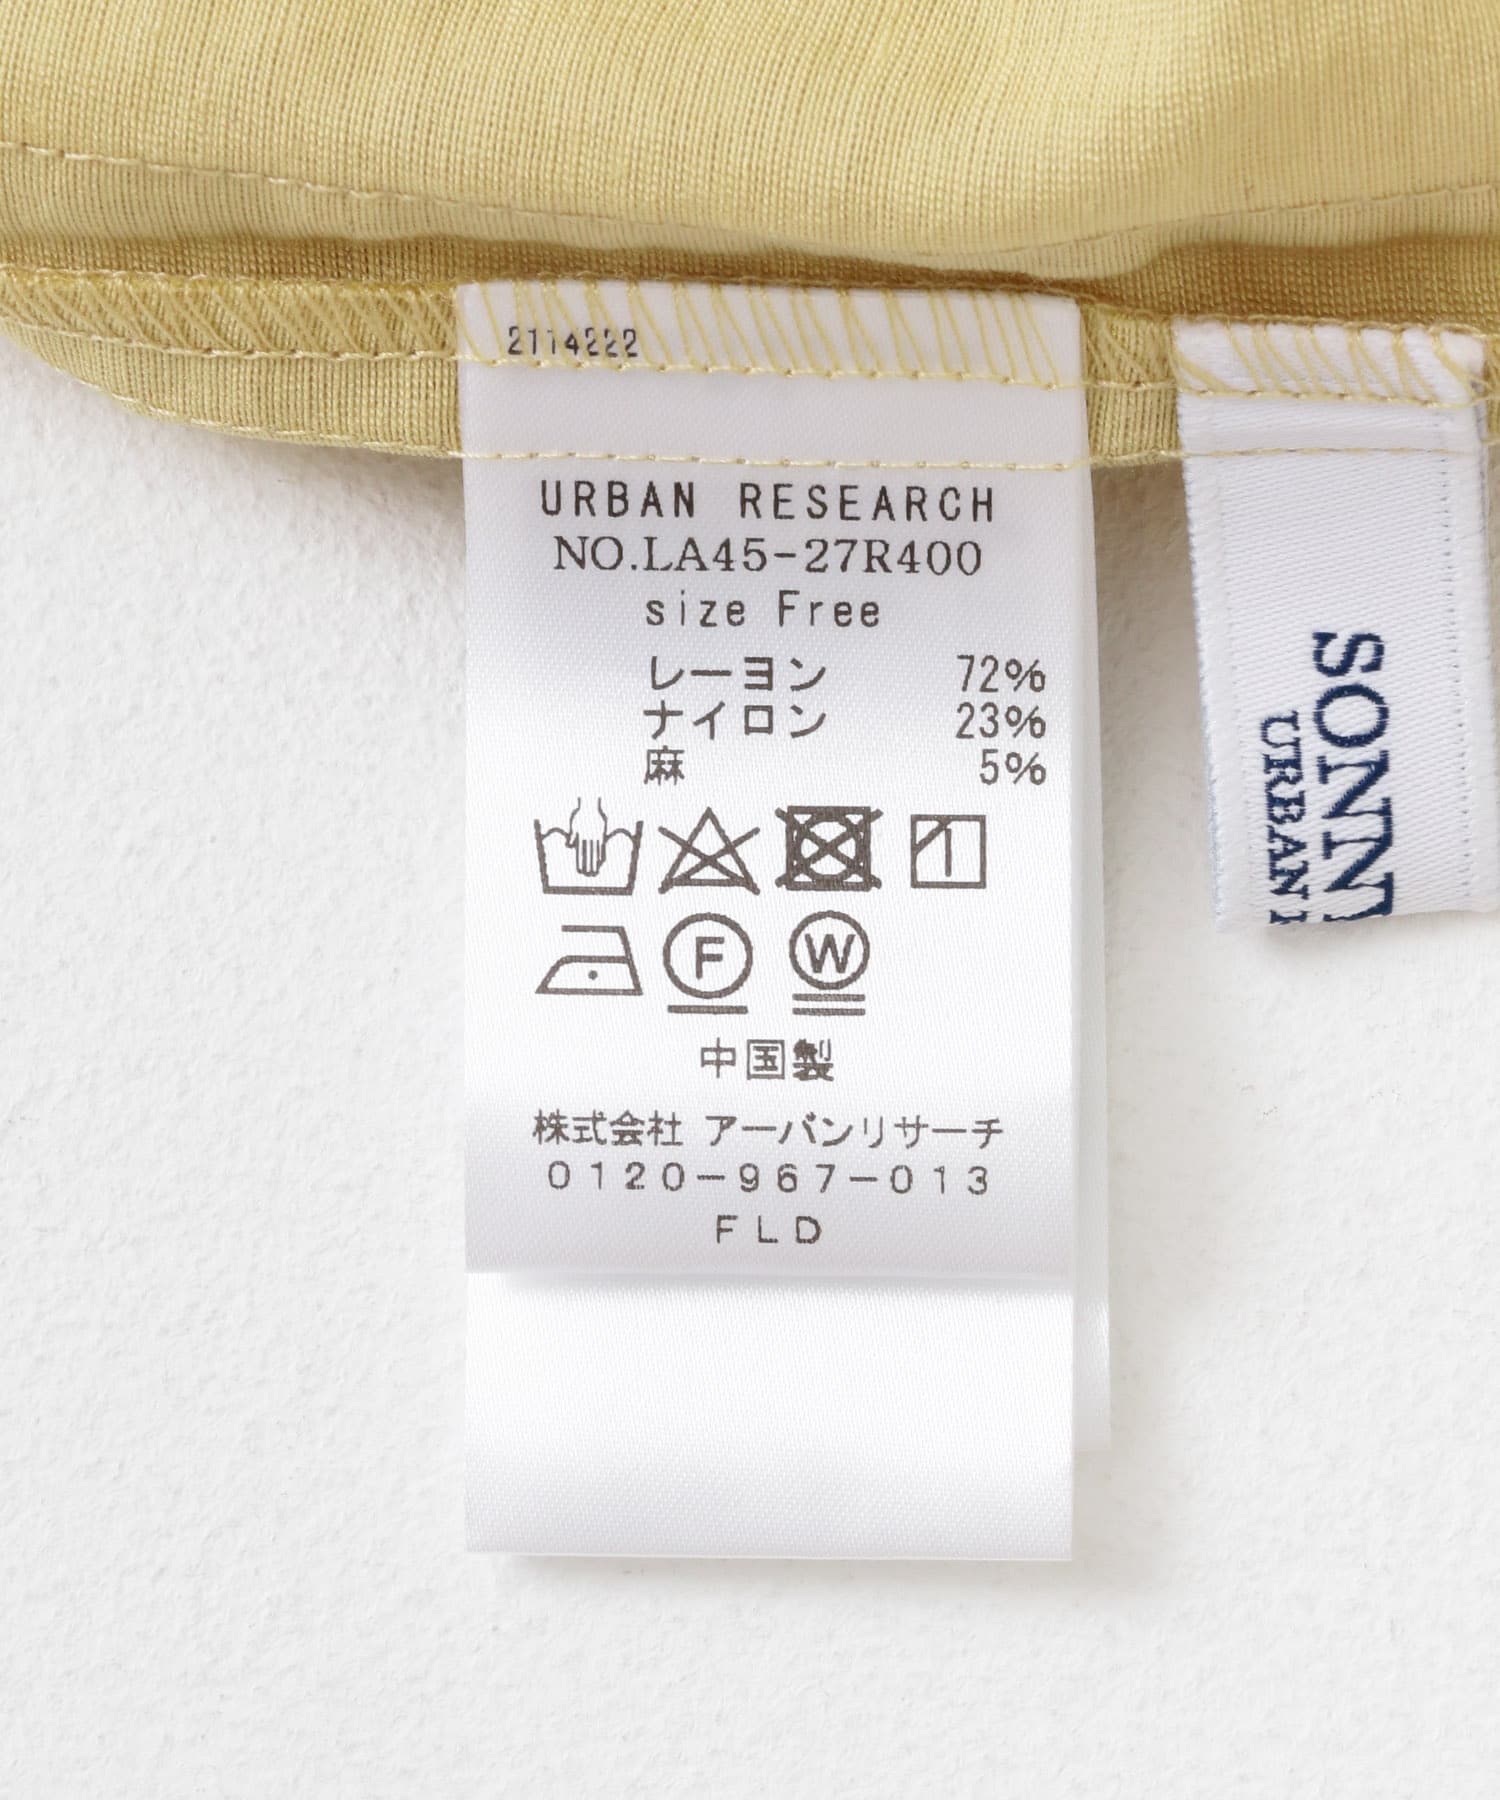 2114222
URBAN RESEARCH
NO.LA45-27R400
size Free
レーヨン 72%
ナイロン 23%
麻 5%
F W
中国製
株式会社 アーバンリサーチ
0120-967-013
FLD
URBAN